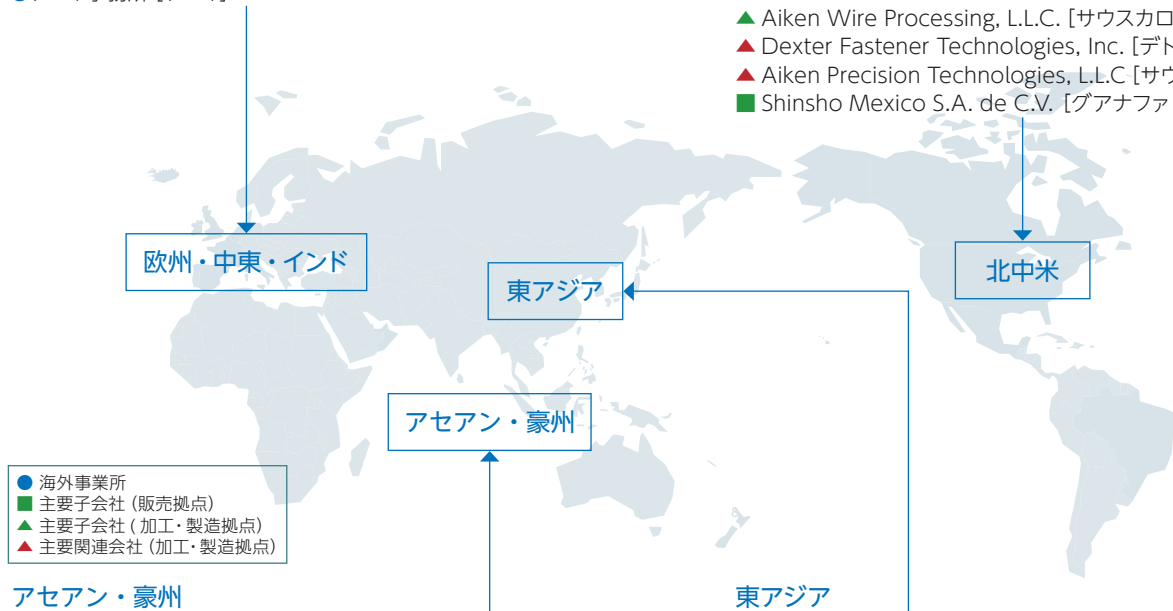 ▲ Aiken Wire Processing, L.L.C. [サウスカロ
▲ Dexter Fastener Technologies, Inc. [デト
▲ Aiken Precision Technologies, L.L.C [サウ
■ Shinsho Mexico S.A. de C.V. [グアナファ
欧州・中東・インド
東アジア
北中米
アセアン・豪州
● 海外事業所
■ 主要子会社 (販売拠点)
▲ 主要子会社 ( 加工・製造拠点)
▲ 主要関連会社 (加工・製造拠点)
アセアン・豪州
東アジア